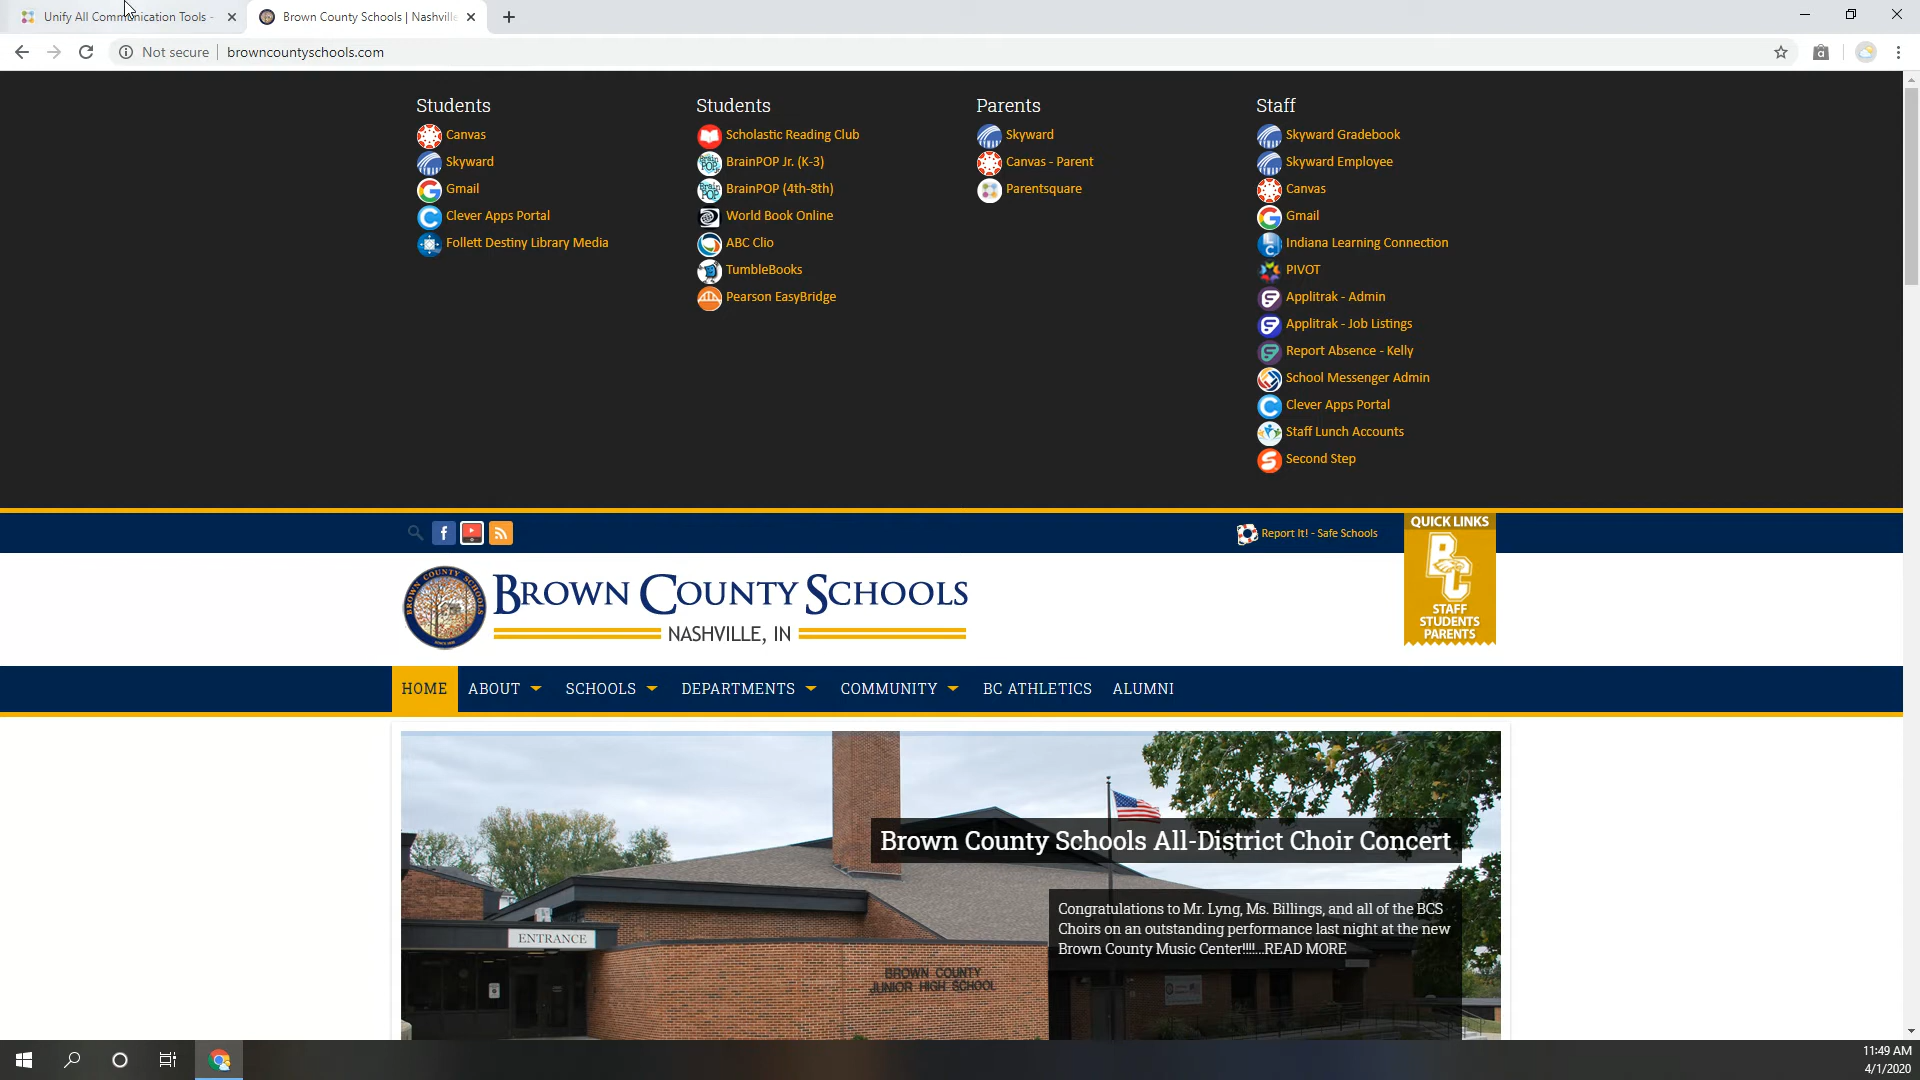 Unify All Communication Tools -
Brown County Schools | Nashville
Not secure
browncountyschools.com
Students
Canvas
Skyward
Gmail
Clever Apps Portal
Follett Destiny Library Media
Students
Scholastic Reading Club
BrainPOP Jr. (K-3)
BrainPOP (4th-8th)
World Book Online
ABC Clio
TumbleBooks
Pearson EasyBridge
Parents
Skyward
Canvas - Parent
Parentsquare
Staff
Skyward Gradebook
Skyward Employee
Canvas
Gmail
Indiana Learning Connection
PIVOT
Applitrak - Admin
Applitrak - Job Listings
Report Absence - Kelly
School Messenger Admin
Clever Apps Portal
Staff Lunch Accounts
Second Step
Report It! - Safe Schools
QUICK LINKS
BC
STAFF
STUDENTS
PARENTS
BROWN COUNTY SCHOOLS
BROWN COUNTY SCHOOLS
NASHVILLE, IN
HOME ABOUT SCHOOLS DEPARTMENTS COMMUNITY BC ATHLETICS ALUMNI
Brown County Schools All-District Choir Concert
Congratulations to Mr. Lyng, Ms. Billings, and all of the BCS
Choirs on an outstanding performance last night at the new
Brown County Music Center!!!!...READ MORE
ENTRANCE
BROWN COUNTY
JUNIOR HIGH SCHOOL
11:49 AM
4/1/2020